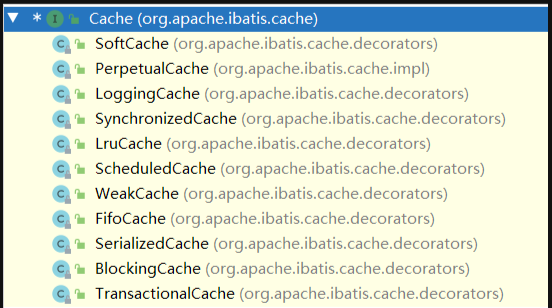 Cache (org.apache.ibatis.cache)
SoftCache (org.apache.ibatis.cache.decorators)
PerpetualCache (org.apache.ibatis.cache.impl)
LoggingCache (org.apache.ibatis.cache.decorators)
SynchronizedCache (org.apache.ibatis.cache.decorators)
LruCache (org.apache.ibatis.cache.decorators)
ScheduledCache (org.apache.ibatis.cache.decorators)
WeakCache (org.apache.ibatis.cache.decorators)
FifoCache (org.apache.ibatis.cache.decorators)
SerializedCache (org.apache.ibatis.cache.decorators)
BlockingCache (org.apache.ibatis.cache.decorators)
TransactionalCache (org.apache.ibatis.cache.decorators)